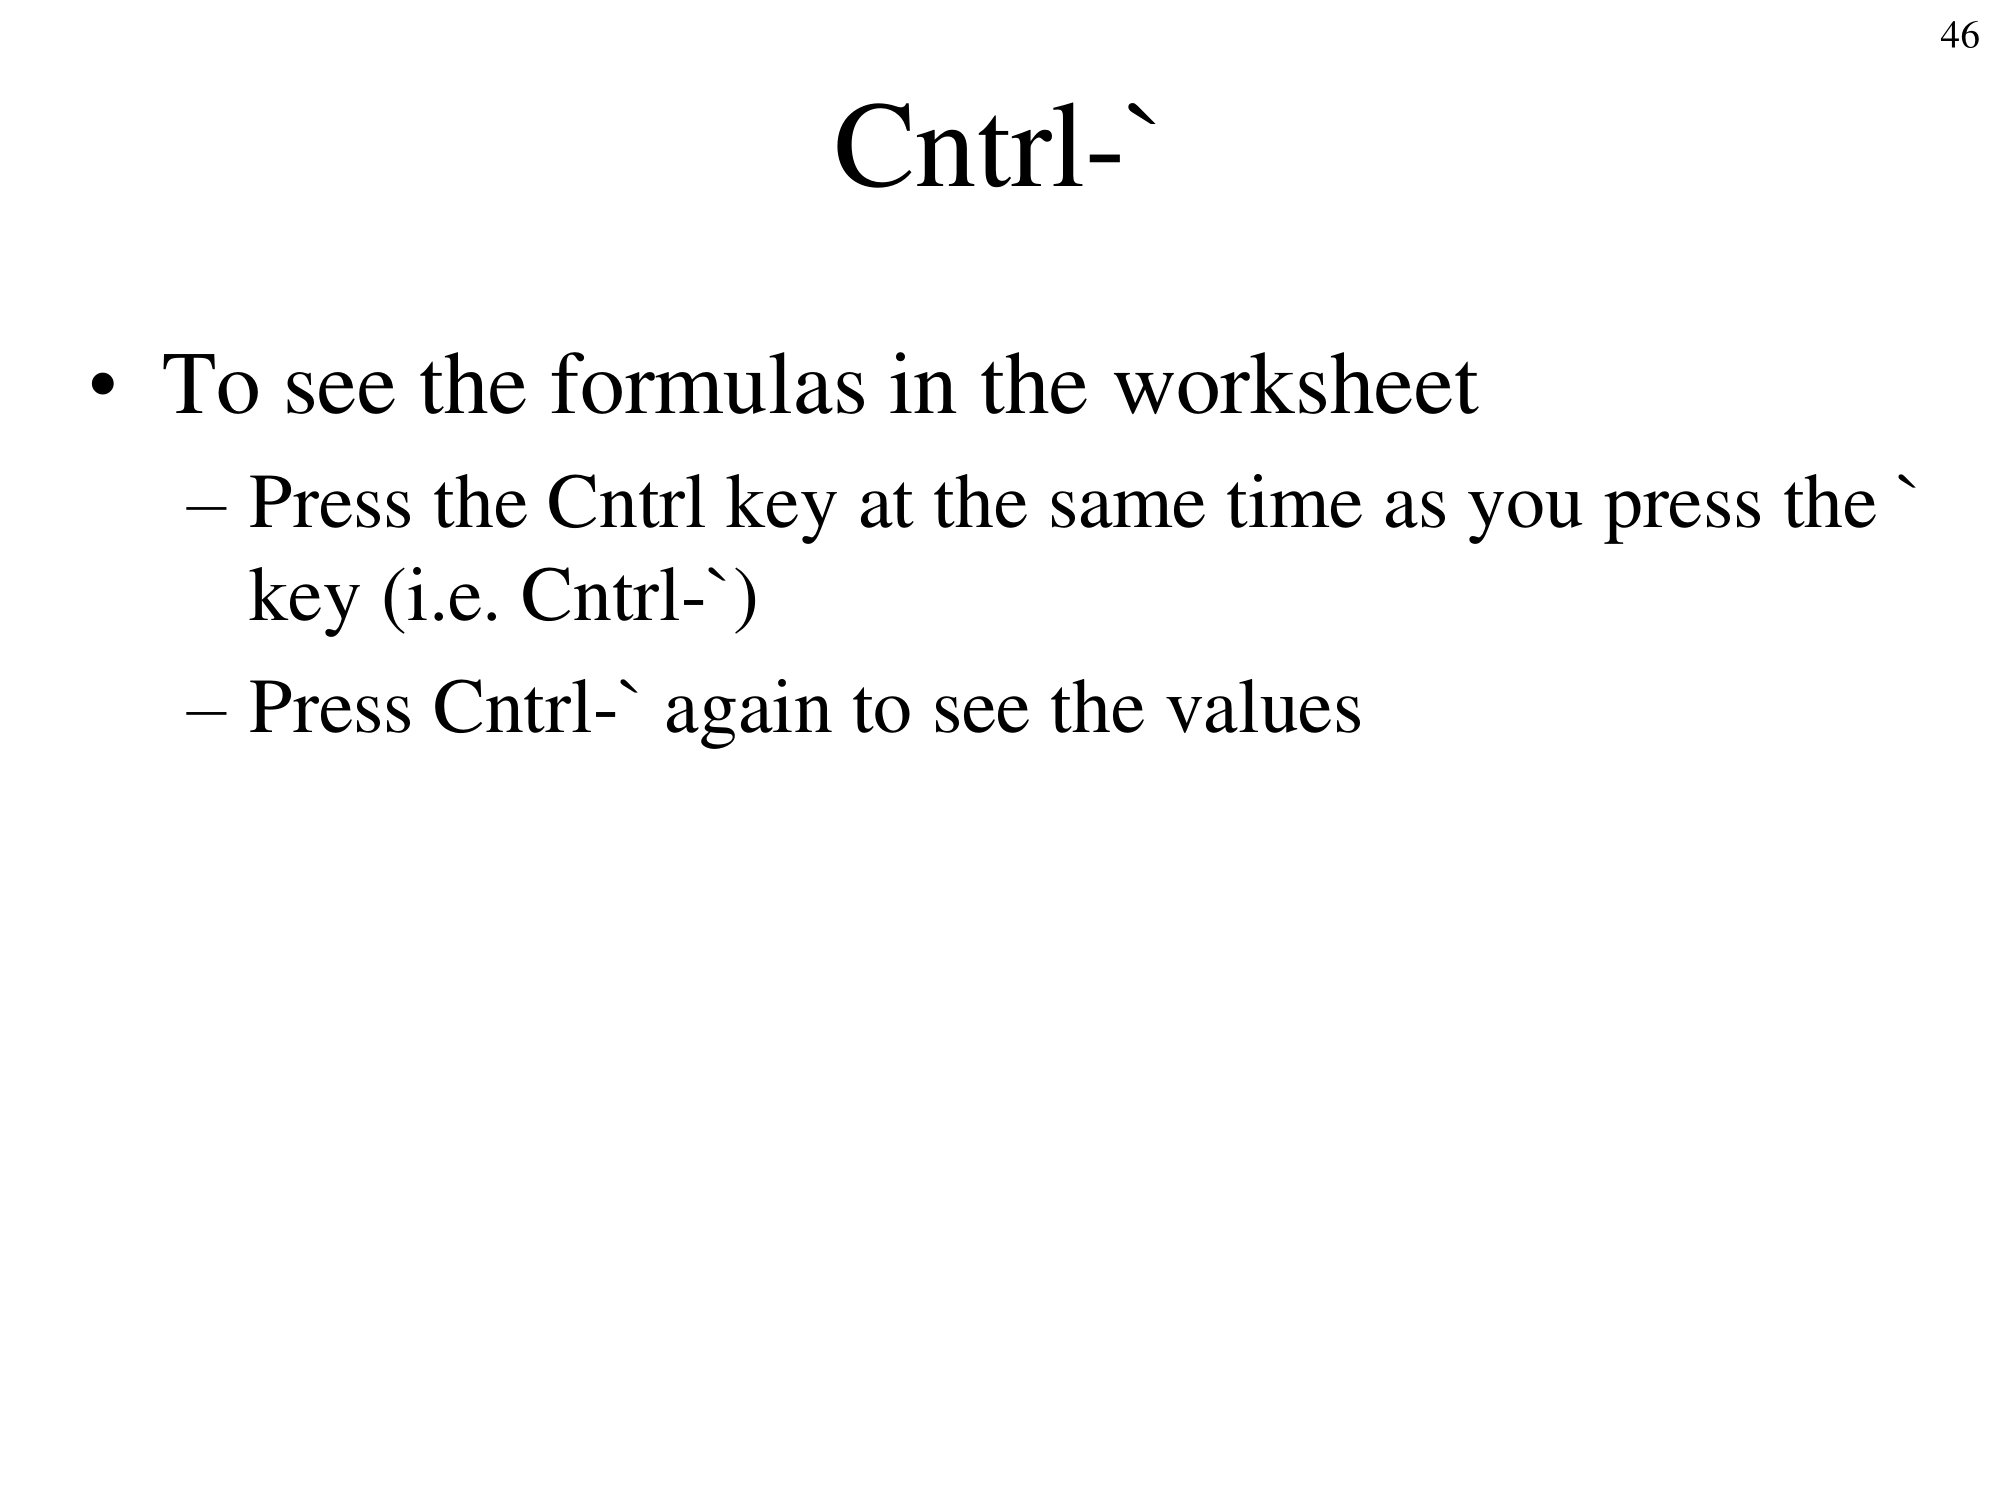 46
Cntrl-`
• To see the formulas in the worksheet
– Press the Cntrl key at the same time as you press the `
key (i.e. Cntrl-`)
– Press Cntrl-` again to see the values